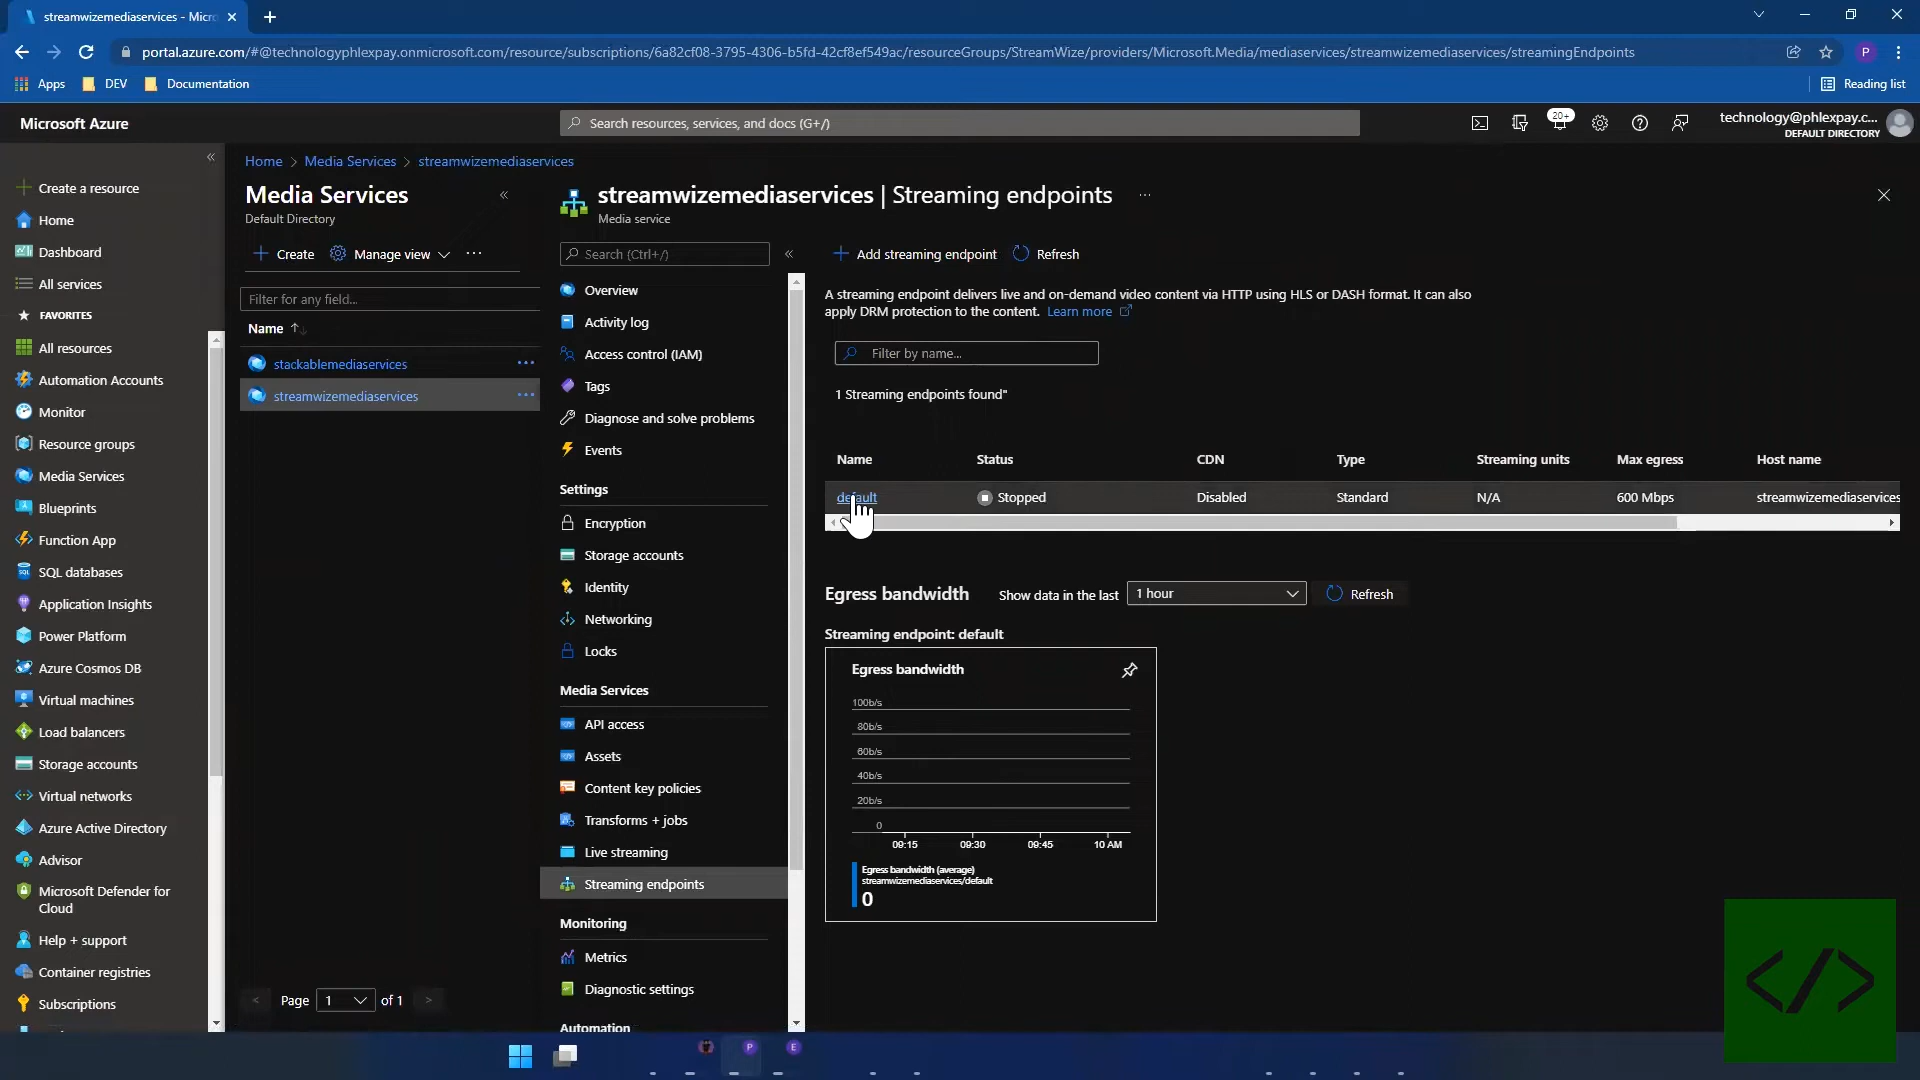 streamwizemediaservices - Micro
portal.azure.com/#@technologyphlexpay.onmicrosoft.com/resource/subscriptions/6a82cf08-3795-4306-b5fd-42cf8ef549ac/resourceGroups/StreamWize/providers/Microsoft.Media/mediaservices/streamwizemediaservices/streamingEndpoints
P
Apps
DEV
Documentation
Reading list
Microsoft Azure
Search resources, services, and docs (G+/)
20+
technology@phlexpay.c...
DEFAULT DIRECTORY
Create a resource
Home
Dashboard
All services
FAVORITES
All resources
Automation Accounts
Monitor
Resource groups
Media Services
Blueprints
Function App
SQL databases
Application Insights
Power Platform
Azure Cosmos DB
Virtual machines
Load balancers
Storage accounts
Virtual networks
Azure Active Directory
Advisor
Microsoft Defender for
Cloud
Help + support
Container registries
Subscriptions
Home > Media Services > streamwizemediaservices
Media Services
Default Directory
Create
Manage view
Filter for any field...
Name
stackablemediaservices
streamwizemediaservices
Page 1 of 1
streamwizemediaservices | Streaming endpoints
Media service
Search (Ctrl+/)
Overview
Activity log
Access control (IAM)
Tags
Diagnose and solve problems
Events
Settings
Encryption
Storage accounts
Identity
Networking
Locks
Media Services
API access
Assets
Content key policies
Transforms + jobs
Live streaming
Streaming endpoints
Monitoring
Metrics
Diagnostic settings
Automation
Add streaming endpoint
Refresh
A streaming endpoint delivers live and on-demand video content via HTTP using HLS or DASH format. It can also
apply DRM protection to the content. Learn more
Filter by name...
1 Streaming endpoints found"
Name Status CDN Type Streaming units Max egress Host name
default Stopped Disabled Standard N/A 600 Mbps streamwizemediaservices
Egress bandwidth
Show data in the last
1 hour
Refresh
Streaming endpoint: default
Egress bandwidth
100b/s
80b/s
60b/s
40b/s
20b/s
0
09:15 09:30 09:45 10 AM
Egress bandwidth (average)
streamwizemediaservices/default
0
</>
P
E